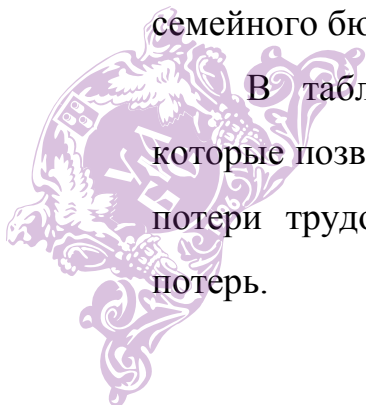 семейного бю
В табл
которые позв
потери трудо
потерь.